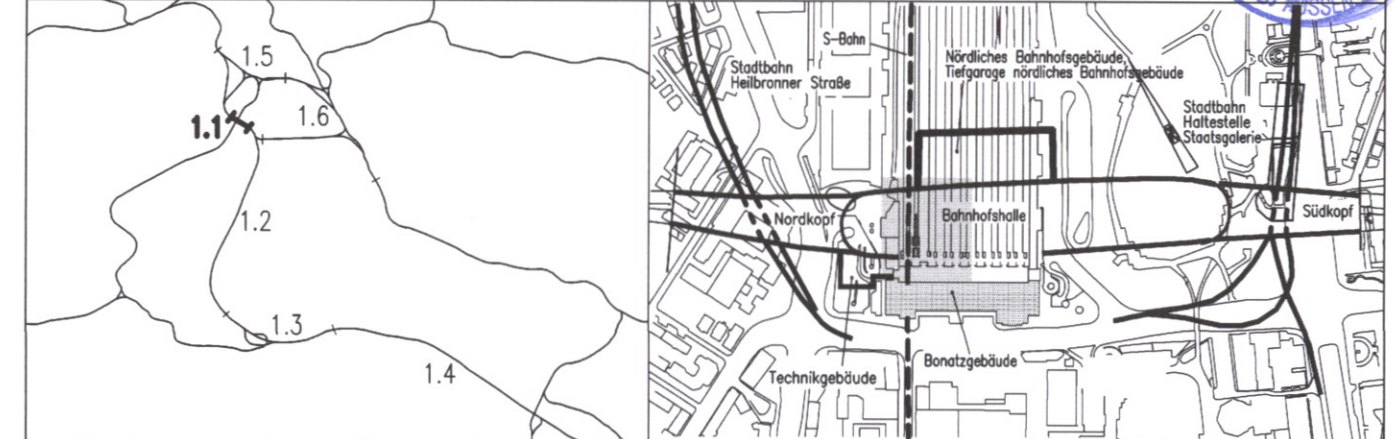 1.5
1.6
1.1
1.2
1.3
1.4
S-Bahn
Nördliches Bahnhofsgebäude,
Tiefgarage nördliches Bahnhofsgebäude
Stadtbahn
Heilbronner Straße
Stadtbahn
Haltestelle
Staatsgalerie
Nordkopf
Bahnhofshalle
Südkopf
Technikgebäude
Bonatzgebäude